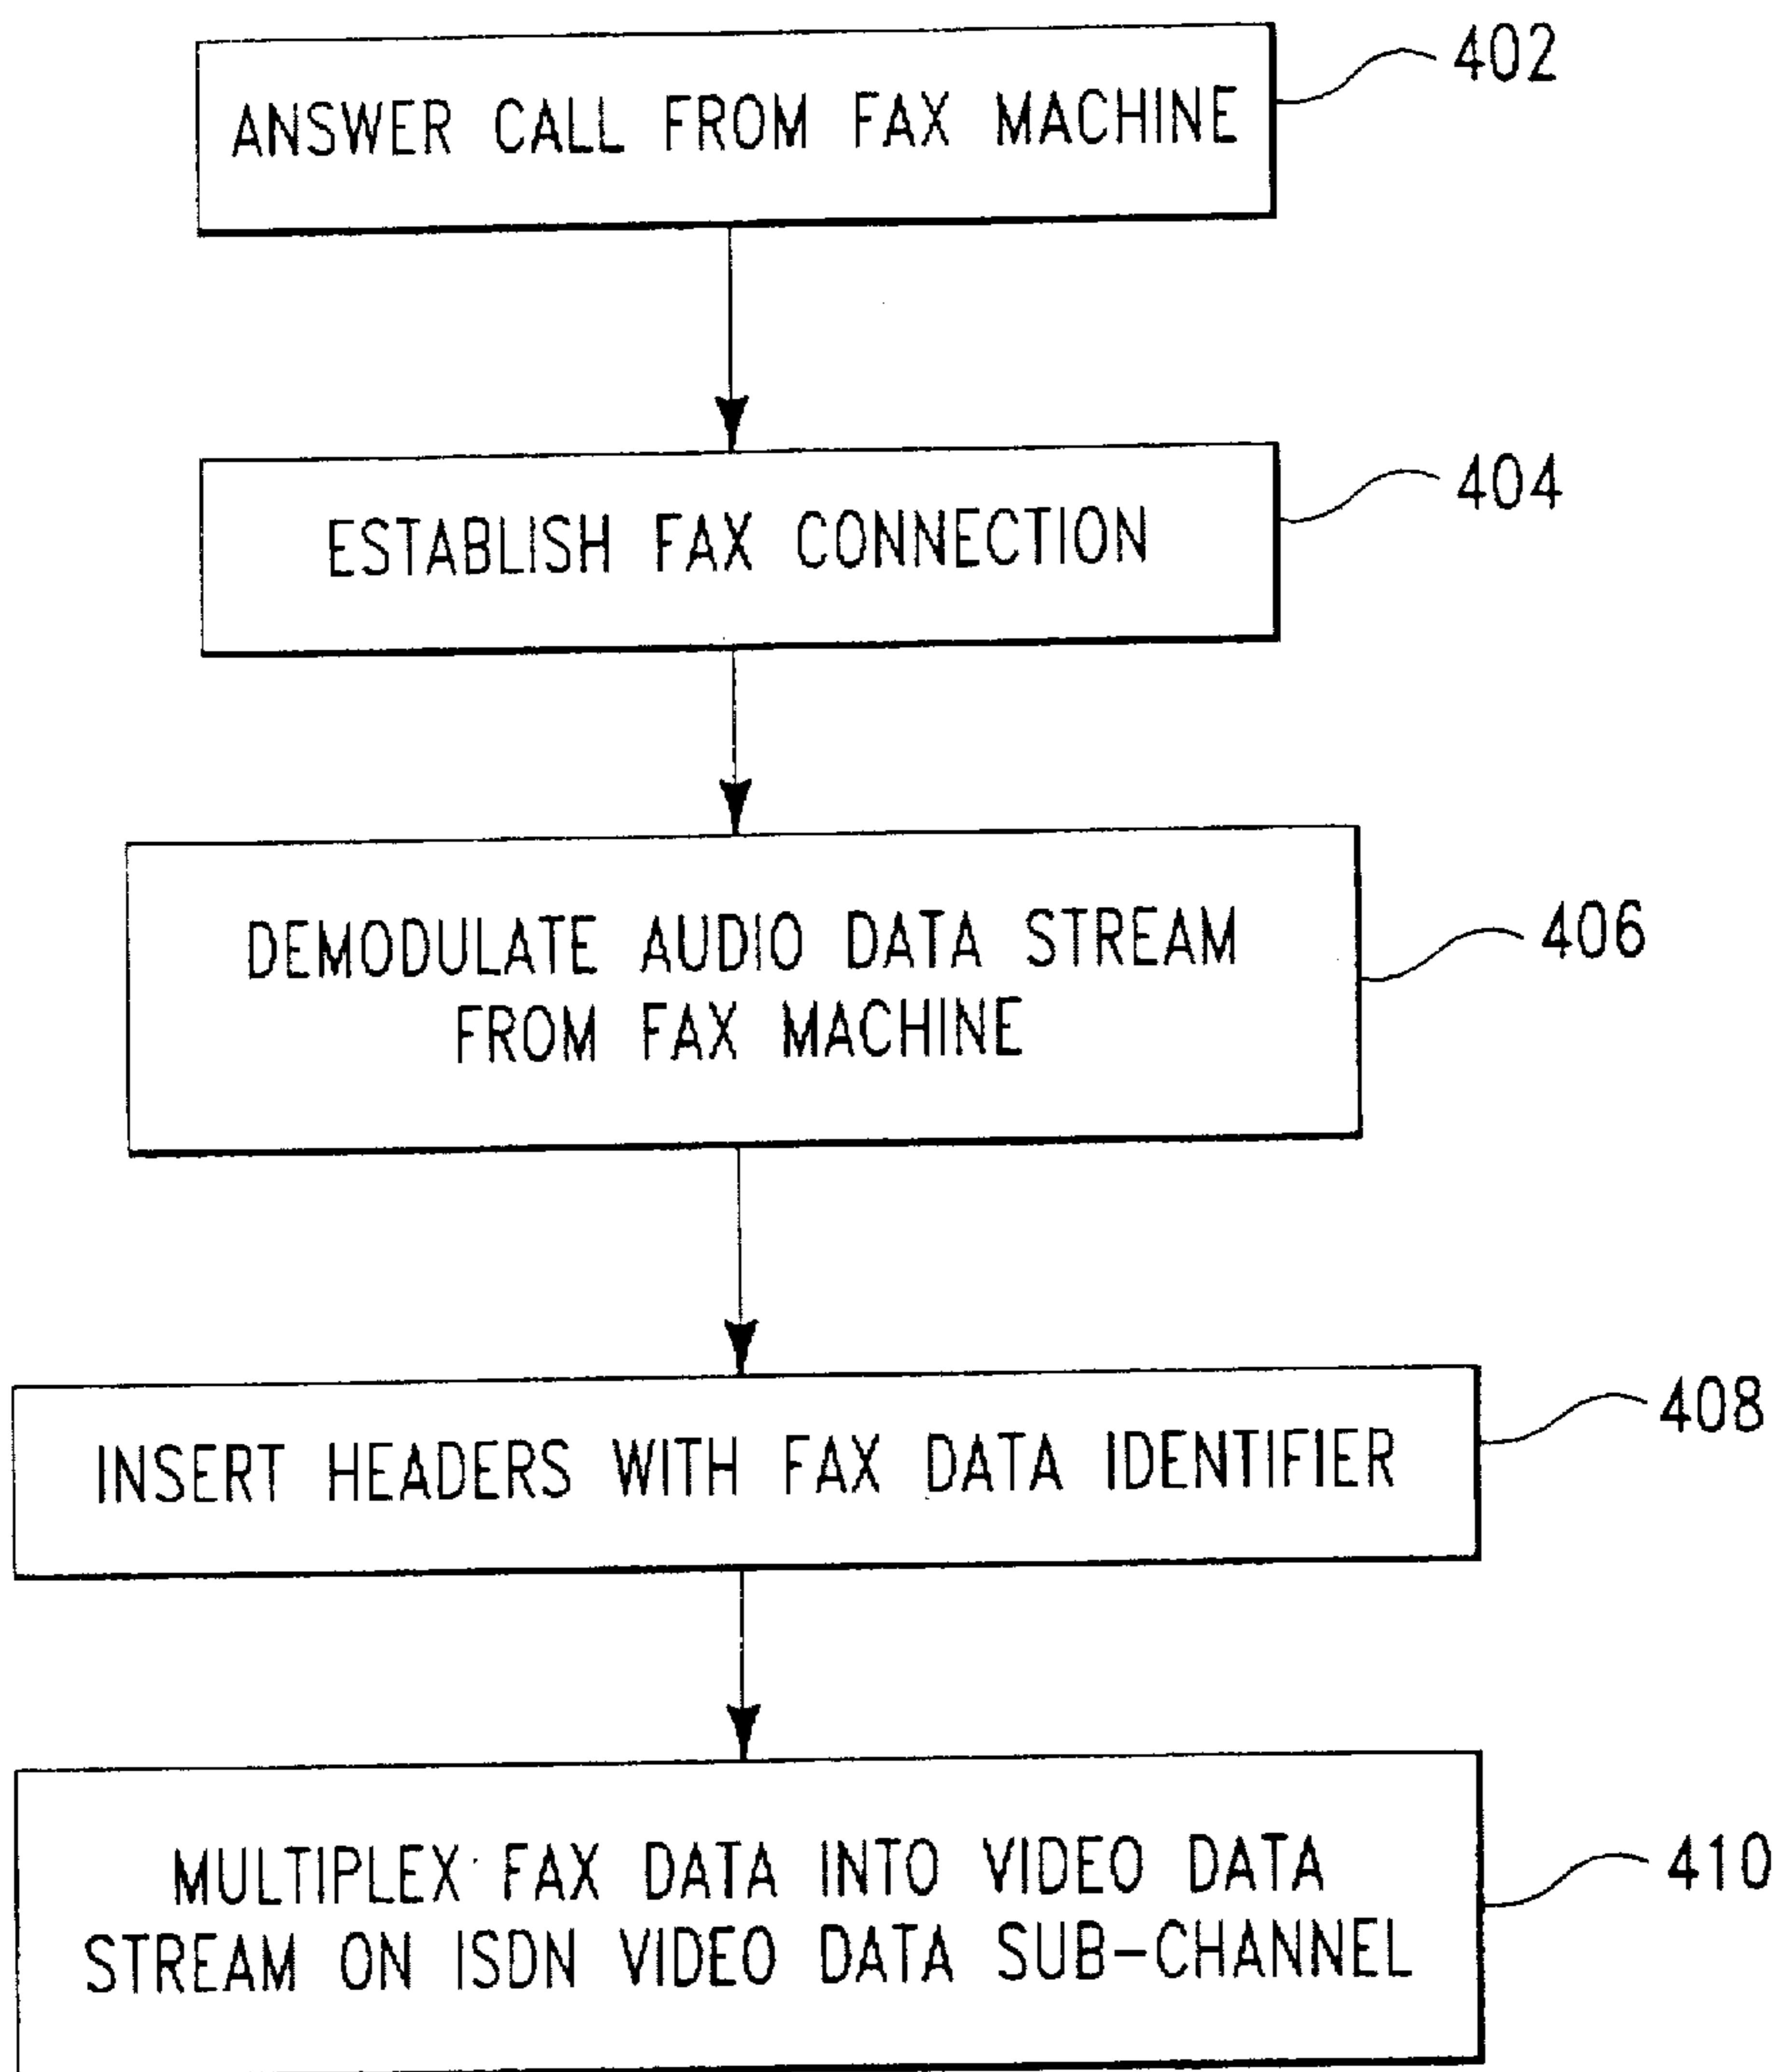 ANSWER CALL FROM FAX MACHINE
402
ESTABLISH FAX CONNECTION
404
DEMODULATE AUDIO DATA STREAM
FROM FAX MACHINE
406
INSERT HEADERS WITH FAX DATA IDENTIFIER
408
MULTIPLEX FAX DATA INTO VIDEO DATA
STREAM ON ISDN VIDEO DATA SUB-CHANNEL
410